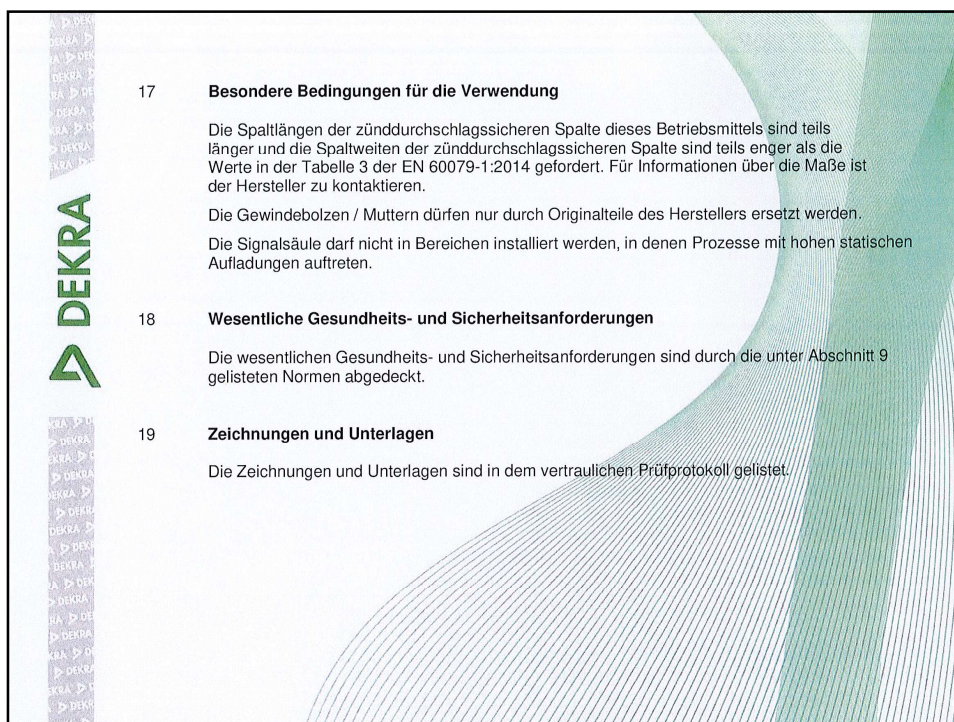 17 Besondere Bedingungen für die Verwendung
Die Spaltlängen der zünddurchschlagssicheren Spalte dieses Betriebsmittels sind teils
länger und die Spaltweiten der zünddurchschlagssicheren Spalte sind teils enger als die
Werte in der Tabelle 3 der EN 60079-1:2014 gefordert. Für Informationen über die Maße ist
der Hersteller zu kontaktieren.
Die Gewindebolzen / Muttern dürfen nur durch Originalteile des Herstellers ersetzt werden.
Die Signalsäule darf nicht in Bereichen installiert werden, in denen Prozesse mit hohen statischen
Aufladungen auftreten.
18 Wesentliche Gesundheits- und Sicherheitsanforderungen
Die wesentlichen Gesundheits- und Sicherheitsanforderungen sind durch die unter Abschnitt 9
gelisteten Normen abgedeckt.
19 Zeichnungen und Unterlagen
Die Zeichnungen und Unterlagen sind in dem vertraulichen Prüfprotokoll gelistet.
DEKRA